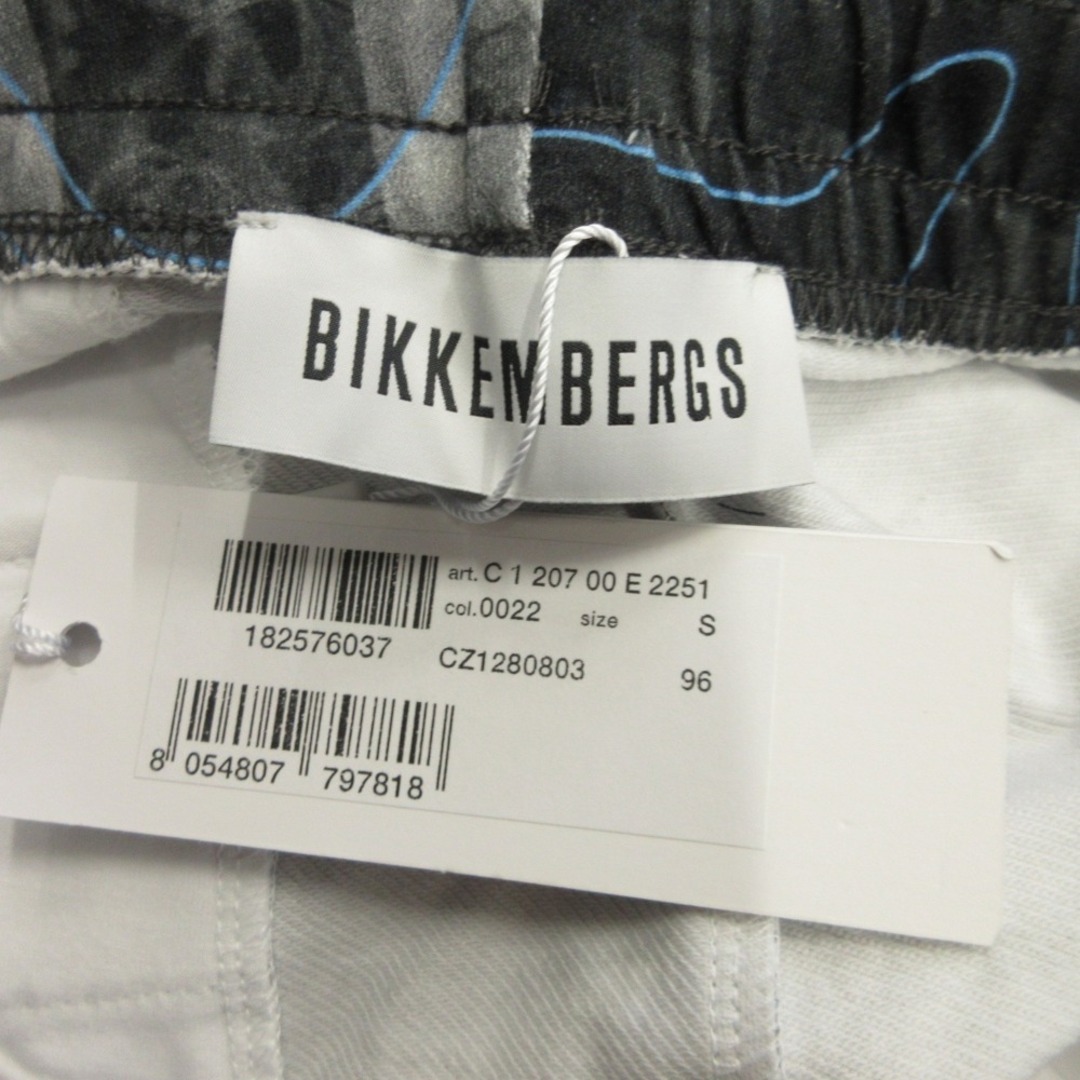 BIKKEMBERGS
art. C 1 207 00 E 2251
col. 0022 size S
182576037
CZ1280803 96
8 054807 797818